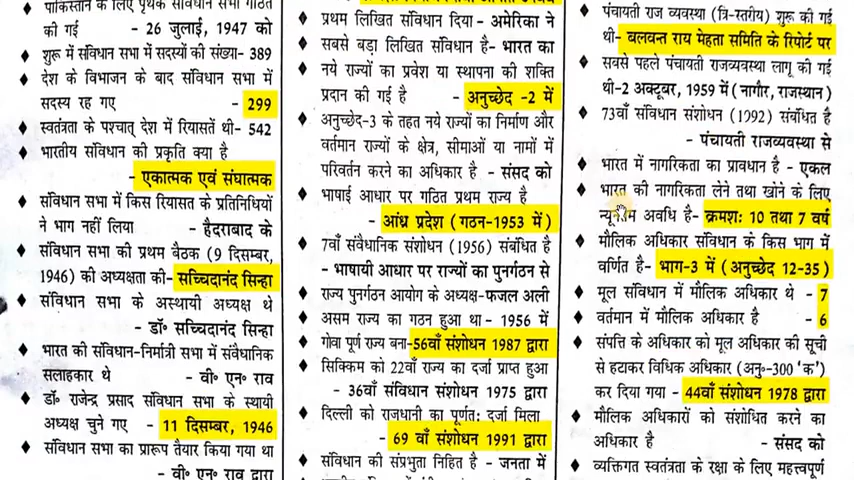 पाकिस्तान के लिए पृथक संविधान सभा गठित
की गई - 26 जुलाई, 1947 को
♦ शुरू में संविधान सभा में सदस्यों की संख्या- 389
♦ देश के विभाजन के बाद संविधान सभा में
सदस्य रह गए - 299
♦ स्वतंत्रता के पश्चात् देश में रियासतें थी- 542
♦ भारतीय संविधान की प्रकृति क्या है
- एकात्मक एवं संघात्मक
♦ संविधान सभा में किस रियासत के प्रतिनिधियों
ने भाग नहीं लिया - हैदराबाद के
♦ संविधान सभा की प्रथम बैठक (9 दिसम्बर,
1946) की अध्यक्षता की- सच्चिदानंद सिन्हा
♦ संविधान सभा के अस्थायी अध्यक्ष थे
- डॉ० सच्चिदानंद सिन्हा
♦ भारत की संविधान-निर्मात्री सभा में संवैधानिक
सलाहकार थे - वी० एन० राव
♦ डॉ० राजेन्द्र प्रसाद संविधान सभा के स्थायी
अध्यक्ष चुने गए - 11 दिसम्बर, 1946
♦ संविधान सभा का प्रारूप तैयार किया गया था
- वी० एन० राव द्वारा
♦ प्रथम लिखित संविधान दिया - अमेरिका ने
♦ सबसे बड़ा लिखित संविधान है- भारत का
♦ नये राज्यों का प्रवेश या स्थापना की शक्ति
प्रदान की गई है - अनुच्छेद -2 में
♦ अनुच्छेद-3 के तहत नये राज्यों का निर्माण और
वर्तमान राज्यों के क्षेत्र, सीमाओं या नामों में
परिवर्तन करने का अधिकार है - संसद को
♦ भाषाई आधार पर गठित प्रथम राज्य है
- आंध्र प्रदेश (गठन-1953 में)
♦ 7वाँ संवैधानिक संशोधन (1956) संबंधित है
- भाषायी आधार पर राज्यों का पुनर्गठन से
♦ राज्य पुनर्गठन आयोग के अध्यक्ष-फजल अली
♦ असम राज्य का गठन हुआ था - 1956 में
♦ गोवा पूर्ण राज्य बना-56वाँ संशोधन 1987 द्वारा
♦ सिक्किम को 22वाँ राज्य का दर्जा प्राप्त हुआ
- 36वाँ संविधान संशोधन 1975 द्वारा
♦ दिल्ली को राजधानी का पूर्णतः दर्जा मिला
- 69 वाँ संशोधन 1991 द्वारा
♦ संविधान की संप्रभुता निहित है - जनता में
♦ पंचायती राज व्यवस्था (त्रि-स्तरीय) शुरू की गई
थी- बलवन्त राय मेहता समिति के रिपोर्ट पर
♦ सबसे पहले पंचायती राजव्यवस्था लागू की गई
थी-2 अक्टूबर, 1959 में (नागौर, राजस्थान)
♦ 73वाँ संविधान संशोधन (1992) संबंधित है
- पंचायती राजव्यवस्था से
♦ भारत में नागरिकता का प्रावधान है - एकल
♦ भारत की नागरिकता लेने तथा खोने के लिए
न्यूनतम अवधि है- क्रमशः 10 तथा 7 वर्ष
♦ मौलिक अधिकार संविधान के किस भाग में
वर्णित है- भाग-3 में (अनुच्छेद 12-35)
♦ मूल संविधान में मौलिक अधिकार थे - 7
♦ वर्तमान में मौलिक अधिकार है - 6
♦ संपत्ति के अधिकार को मूल अधिकार की सूची
से हटाकर विधिक अधिकार (अनु०-300 'क')
कर दिया गया - 44वाँ संशोधन 1978 द्वारा
♦ मौलिक अधिकारों को संशोधित करने का
अधिकार है - संसद को
♦ व्यक्तिगत स्वतंत्रता के रक्षा के लिए महत्त्वपूर्ण